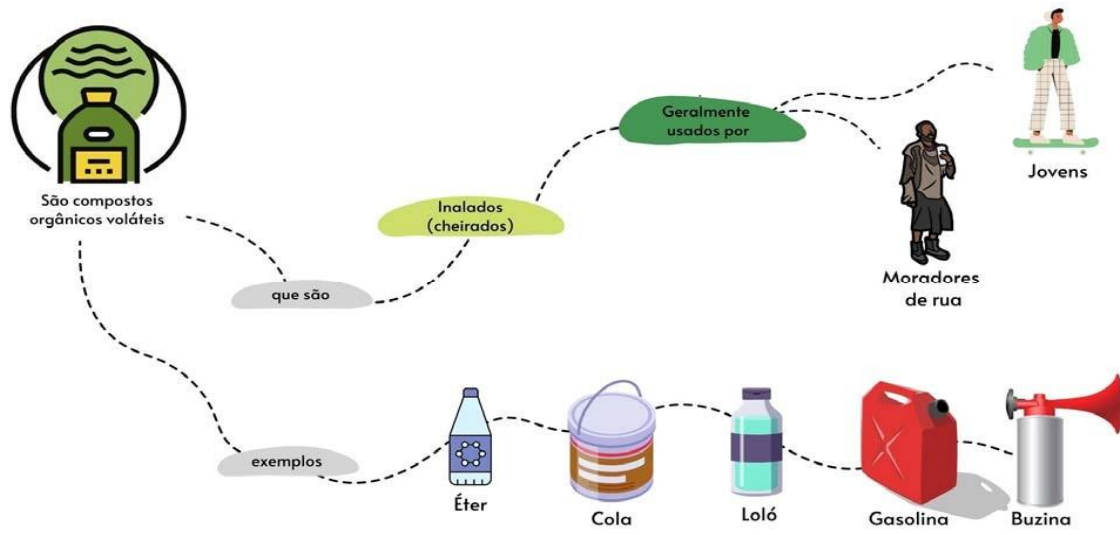 São compostos
orgânicos voláteis
que são
Inalados
(cheirados)
Geralmente
usados por
Jovens
Moradores
de rua
exemplos
Éter
Cola
Loló
Gasolina
Buzina